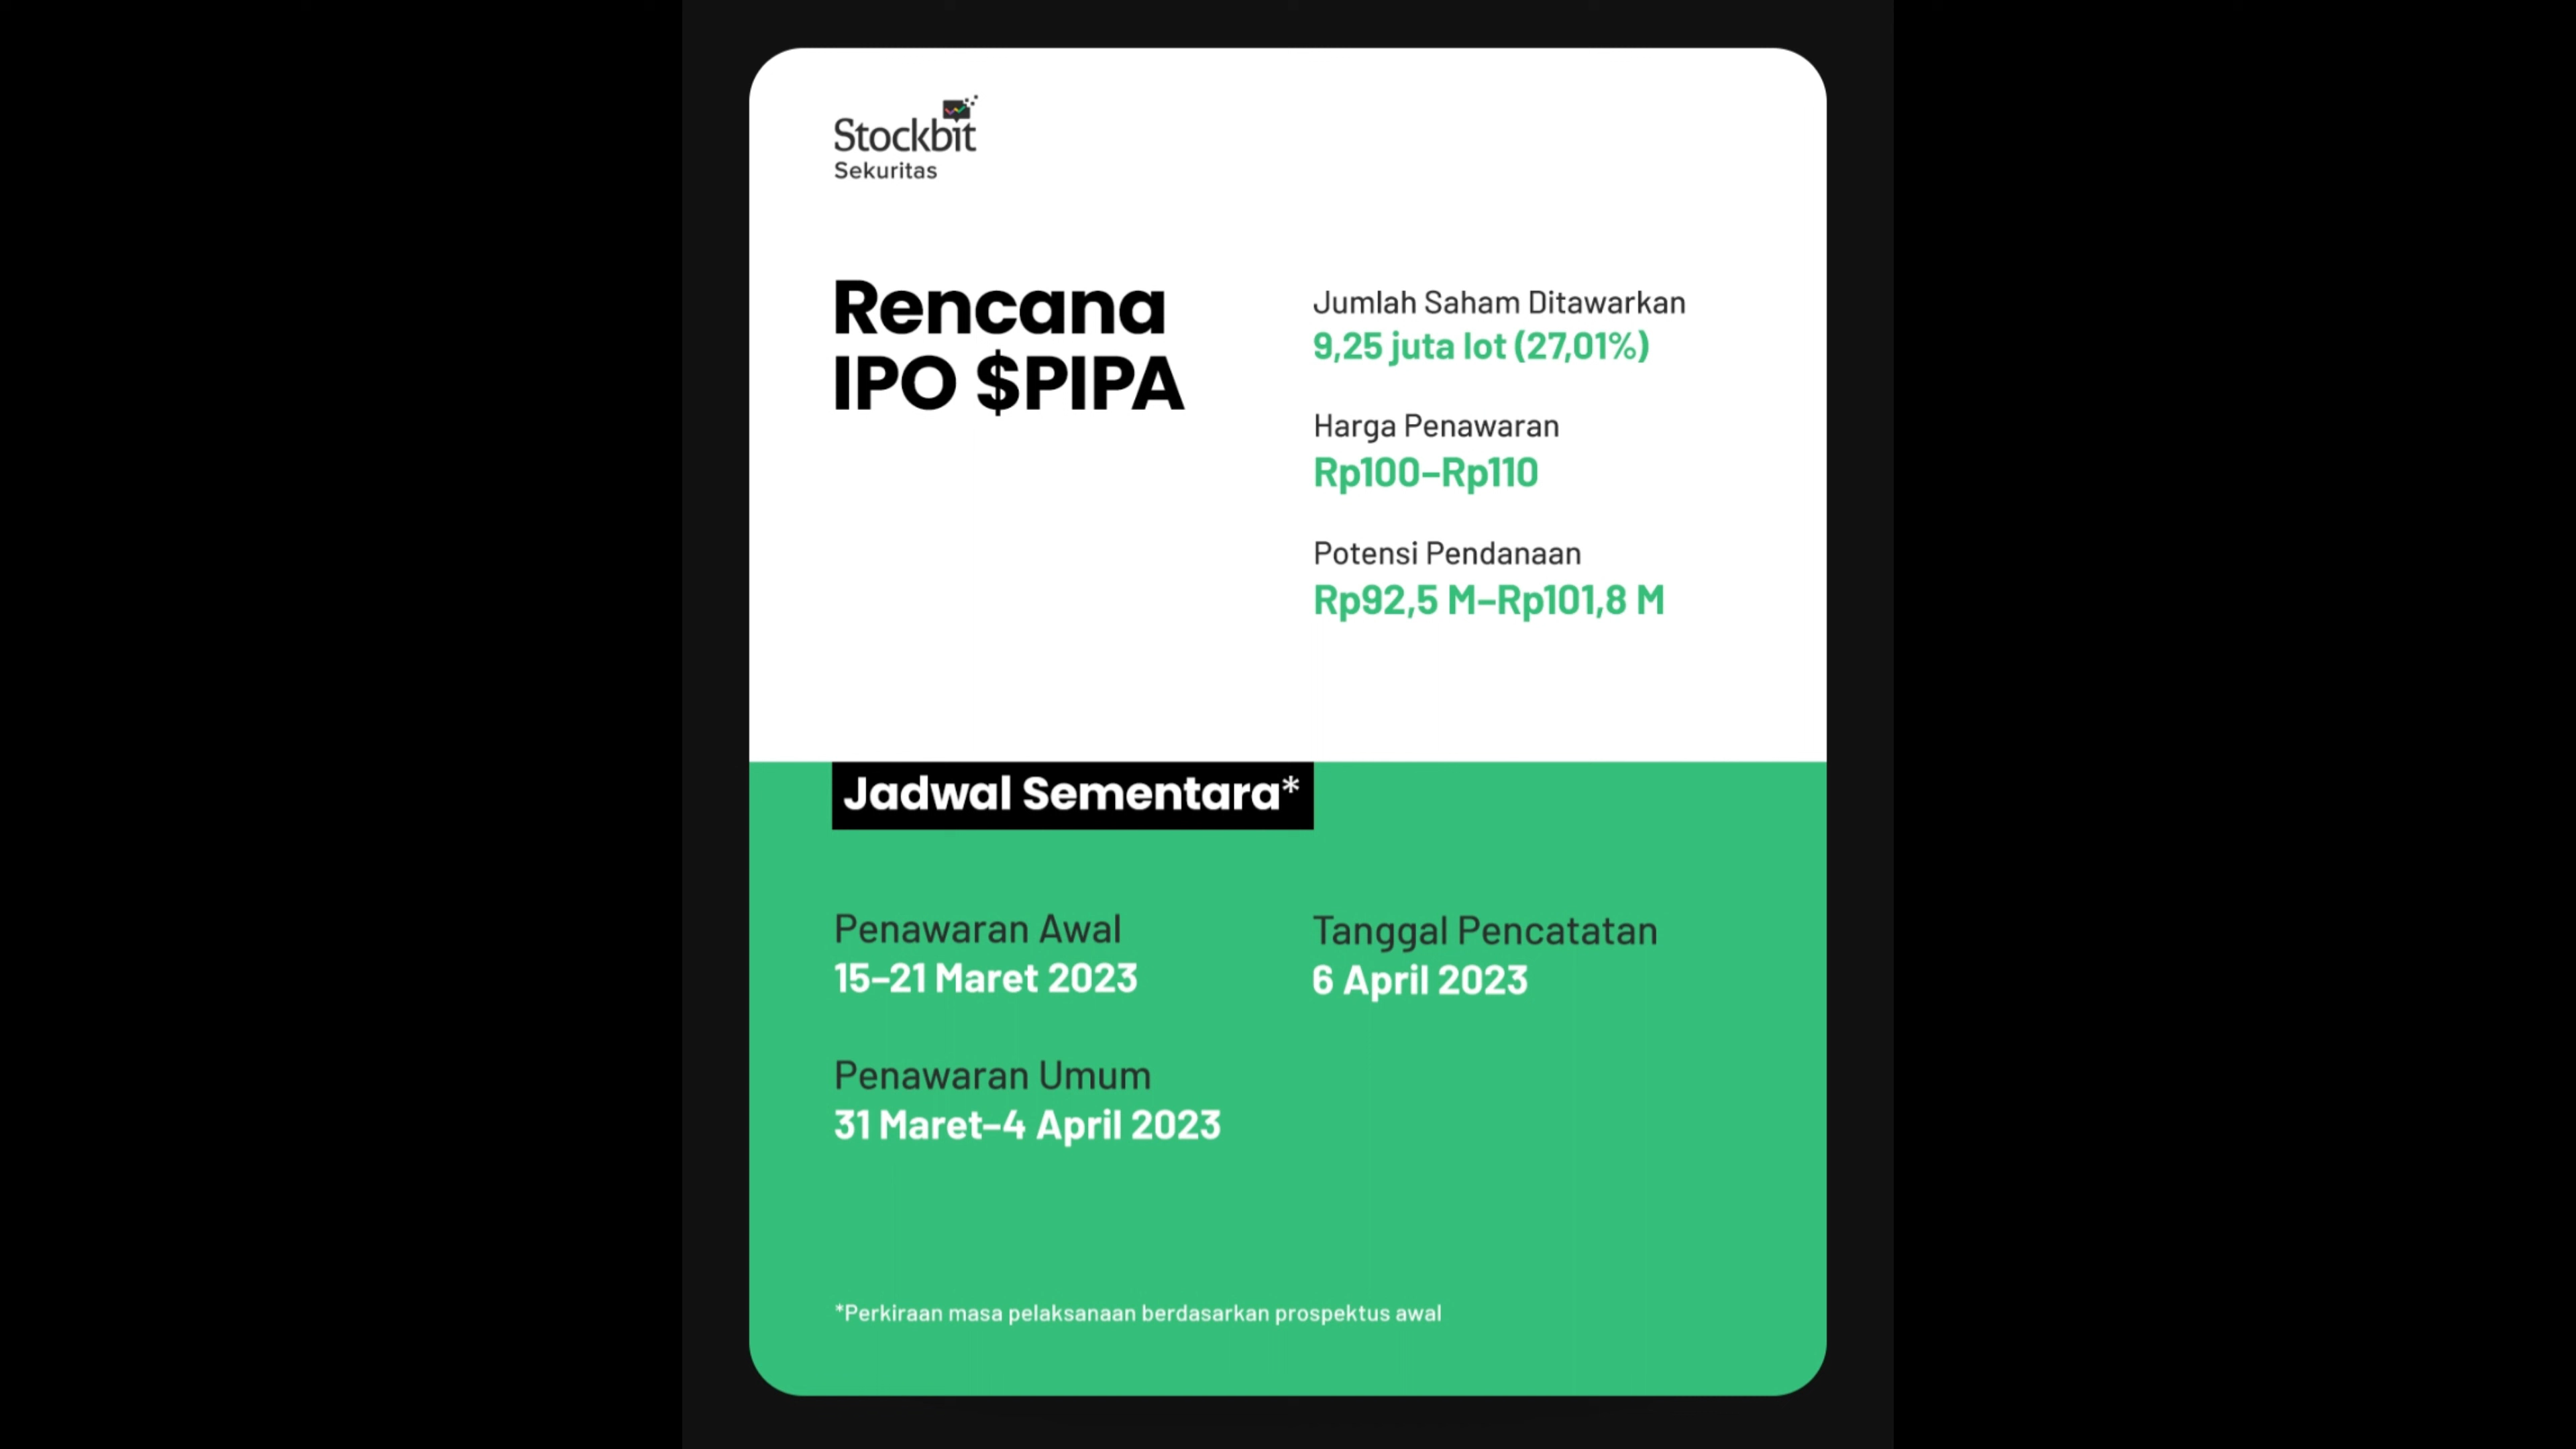 Stockbit
Sekuritas
Rencana
IPO $PIPA
Jumlah Saham Ditawarkan
9,25 juta lot (27,01%)
Harga Penawaran
Rp100–Rp110
Potensi Pendanaan
Rp92,5 M–Rp101,8 M
Jadwal Sementara*
Penawaran Awal
15–21 Maret 2023
Penawaran Umum
31 Maret–4 April 2023
Tanggal Pencatatan
6 April 2023
*Perkiraan masa pelaksanaan berdasarkan prospektus awal